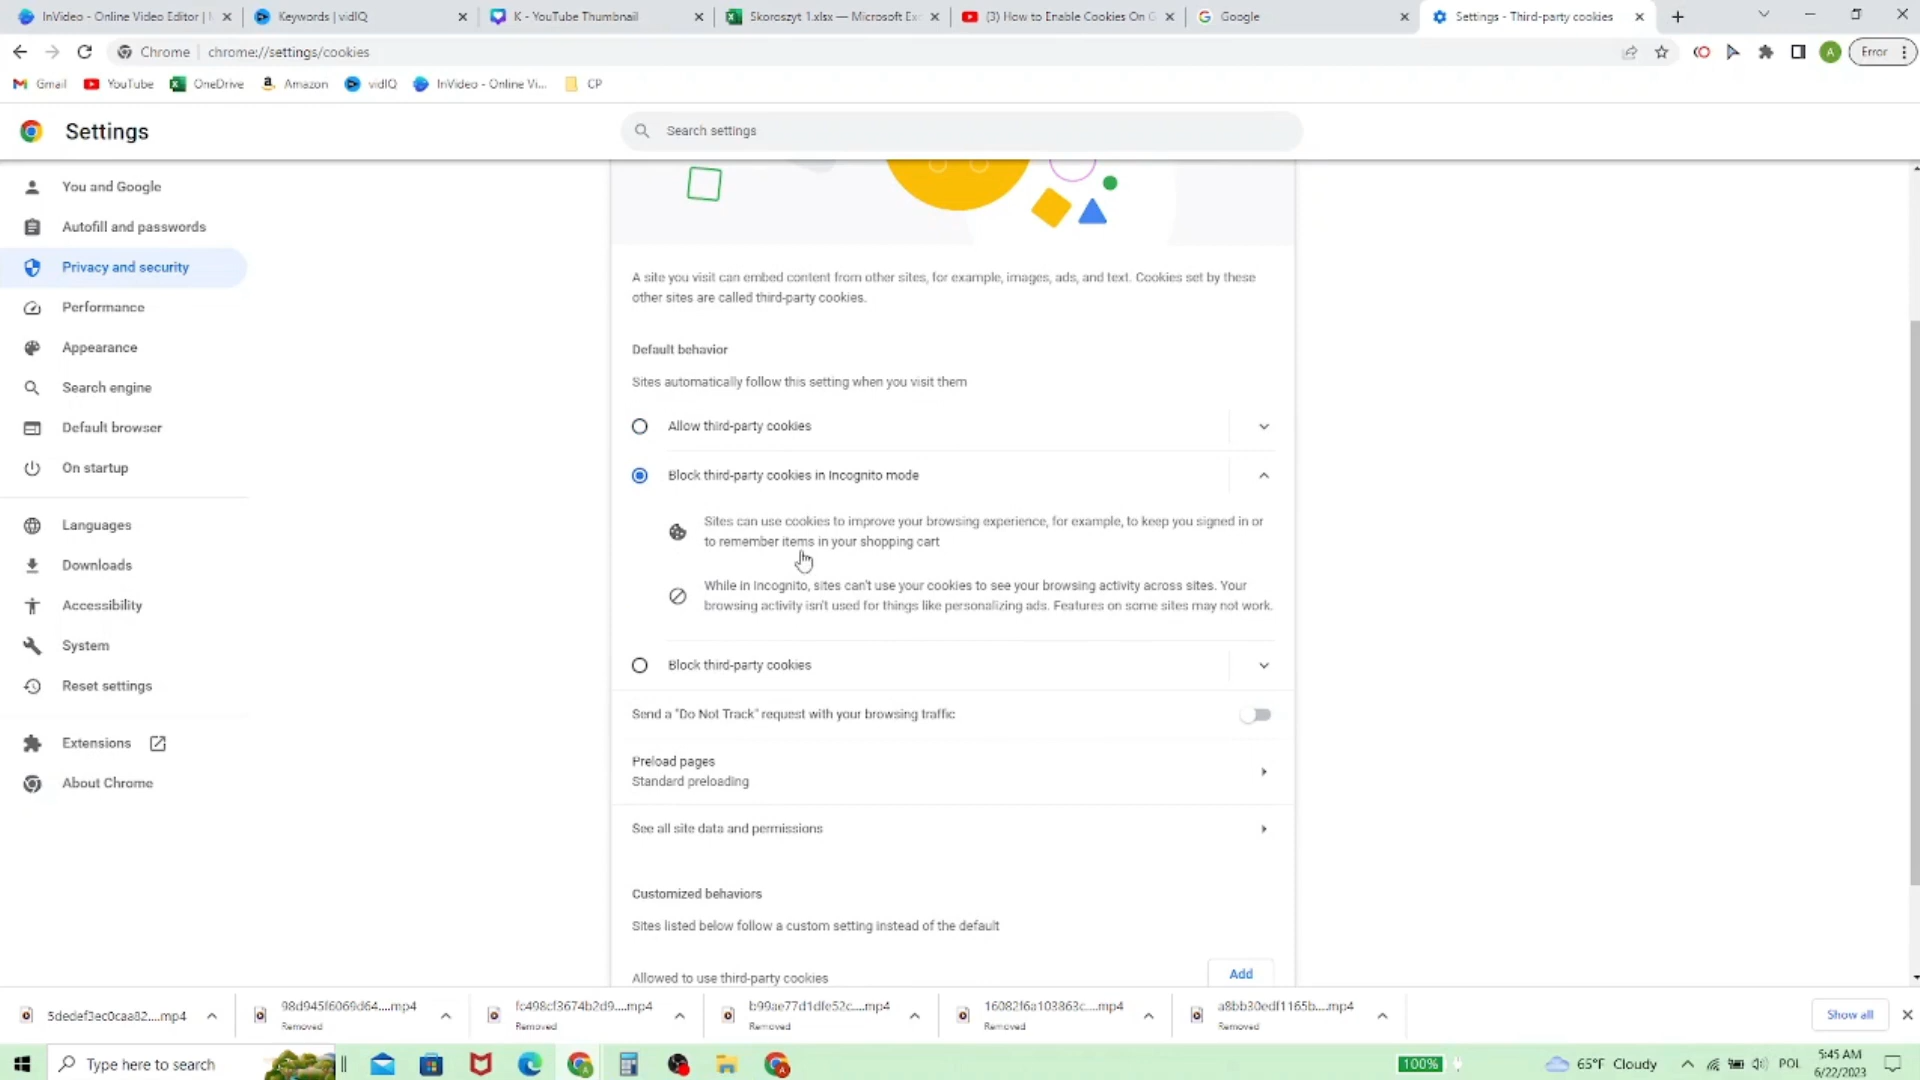 InVideo - Online Video Editor |
Keywords | vidIQ
K - YouTube Thumbnail
Skoroszyt 1.xlsx — Microsoft Ex
(3) How to Enable Cookies On G
Google
Settings - Third-party cookies
Chrome
chrome://settings/cookies
A
Error
Gmail
YouTube
OneDrive
Amazon
vidIQ
InVideo - Online Vi...
CP
Settings
Search settings
You and Google
Autofill and passwords
Privacy and security
Performance
Appearance
Search engine
Default browser
On startup
Languages
Downloads
Accessibility
System
Reset settings
Extensions
About Chrome
A site you visit can embed content from other sites, for example, images, ads, and text. Cookies set by these
other sites are called third-party cookies.
Default behavior
Sites automatically follow this setting when you visit them
Allow third-party cookies
Block third-party cookies in Incognito mode
Sites can use cookies to improve your browsing experience, for example, to keep you signed in or
to remember items in your shopping cart
While in Incognito, sites can't use your cookies to see your browsing activity across sites. Your
browsing activity isn't used for things like personalizing ads. Features on some sites may not work.
Block third-party cookies
Send a "Do Not Track" request with your browsing traffic
Preload pages
Standard preloading
See all site data and permissions
Customized behaviors
Sites listed below follow a custom setting instead of the default
Allowed to use third-party cookies
Add
5dedef3ec0caa82....mp4
98d945f6069d64....mp4
Removed
fc498cf3674b2d9....mp4
Removed
b99ae77d1dfe52c....mp4
Removed
16082f6a103863c....mp4
Removed
a8bb30edf1165b....mp4
Removed
Show all
Type here to search
100%
65°F Cloudy
POL
5:45 AM
6/22/2023